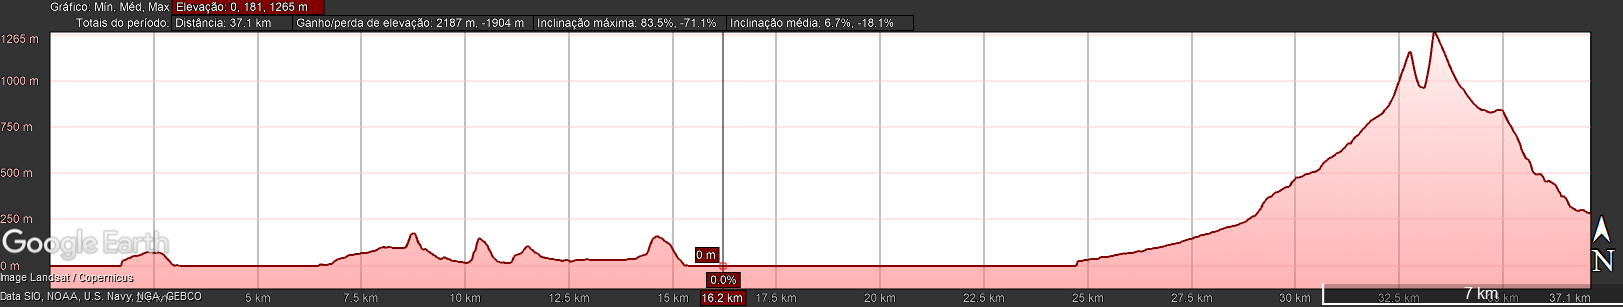 Gráfico: Mín, Méd, Max Elevação: 0, 181, 1265 m
Totais do período: Distância: 37.1 km Ganho/perda de elevação: 2187 m, -1904 m Inclinação máxima: 83.5%, -71.1% Inclinação média: 6.7%, -18.1%
1265 m
1000 m
750 m
500 m
250 m
Google Earth
0 m
0 m
N
Image Landsat / Copernicus
0.0%
7 km
Data SIO, NOAA, U.S. Navy, NGA, GEBCO
5 km 7.5 km 10 km 12.5 km 15 km 16.2 km 17.5 km 20 km 22.5 km 25 km 27.5 km 30 km 32.5 km 35 km 37.1 km